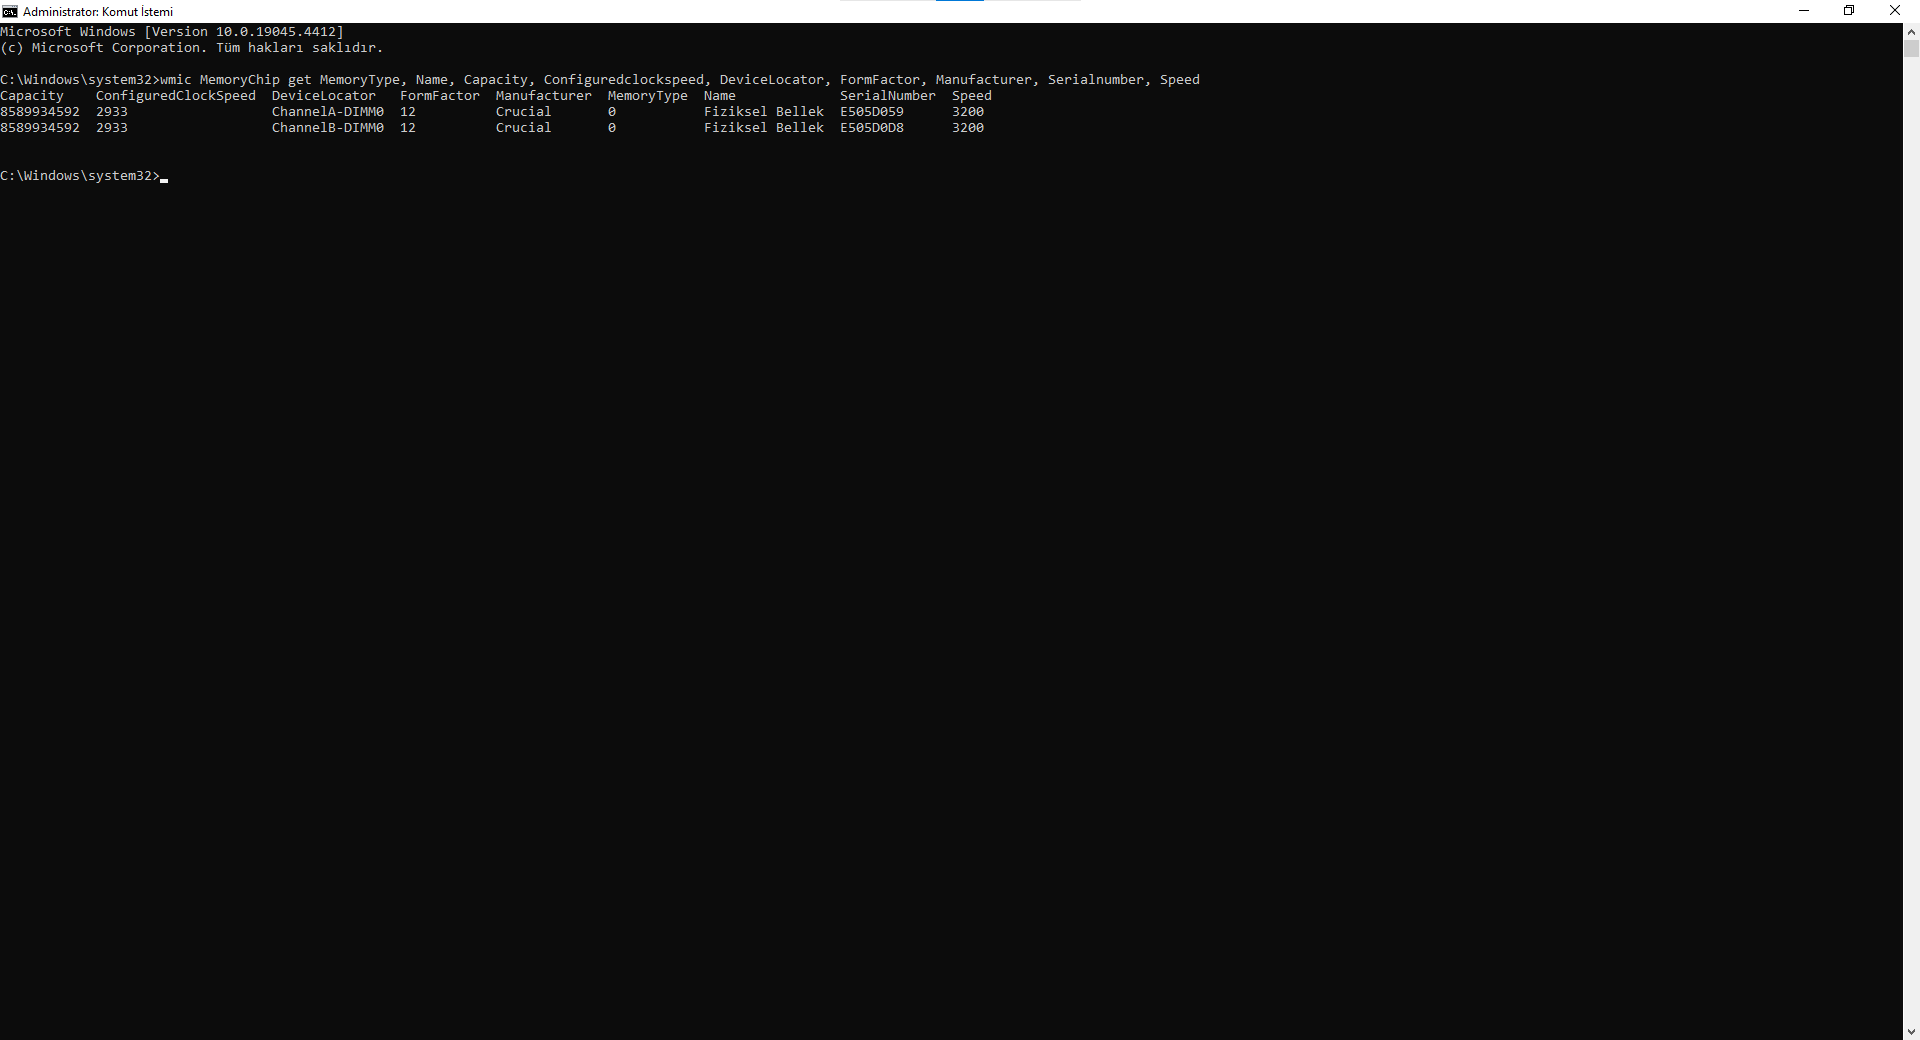 Administrator: Komut İstemi
Microsoft Windows [Version 10.0.19045.4412]
(c) Microsoft Corporation. Tüm hakları saklıdır.
C:\Windows\system32>wmic MemoryChip get MemoryType, Name, Capacity, Configuredclockspeed, DeviceLocator, FormFactor, Manufacturer, Serialnumber, Speed
Capacity    ConfiguredClockSpeed  DeviceLocator   FormFactor  Manufacturer  MemoryType  Name             SerialNumber  Speed
8589934592  2933                  ChannelA-DIMM0  12          Crucial       0           Fiziksel Bellek  E505D059      3200
8589934592  2933                  ChannelB-DIMM0  12          Crucial       0           Fiziksel Bellek  E505D0D8      3200
C:\Windows\system32>